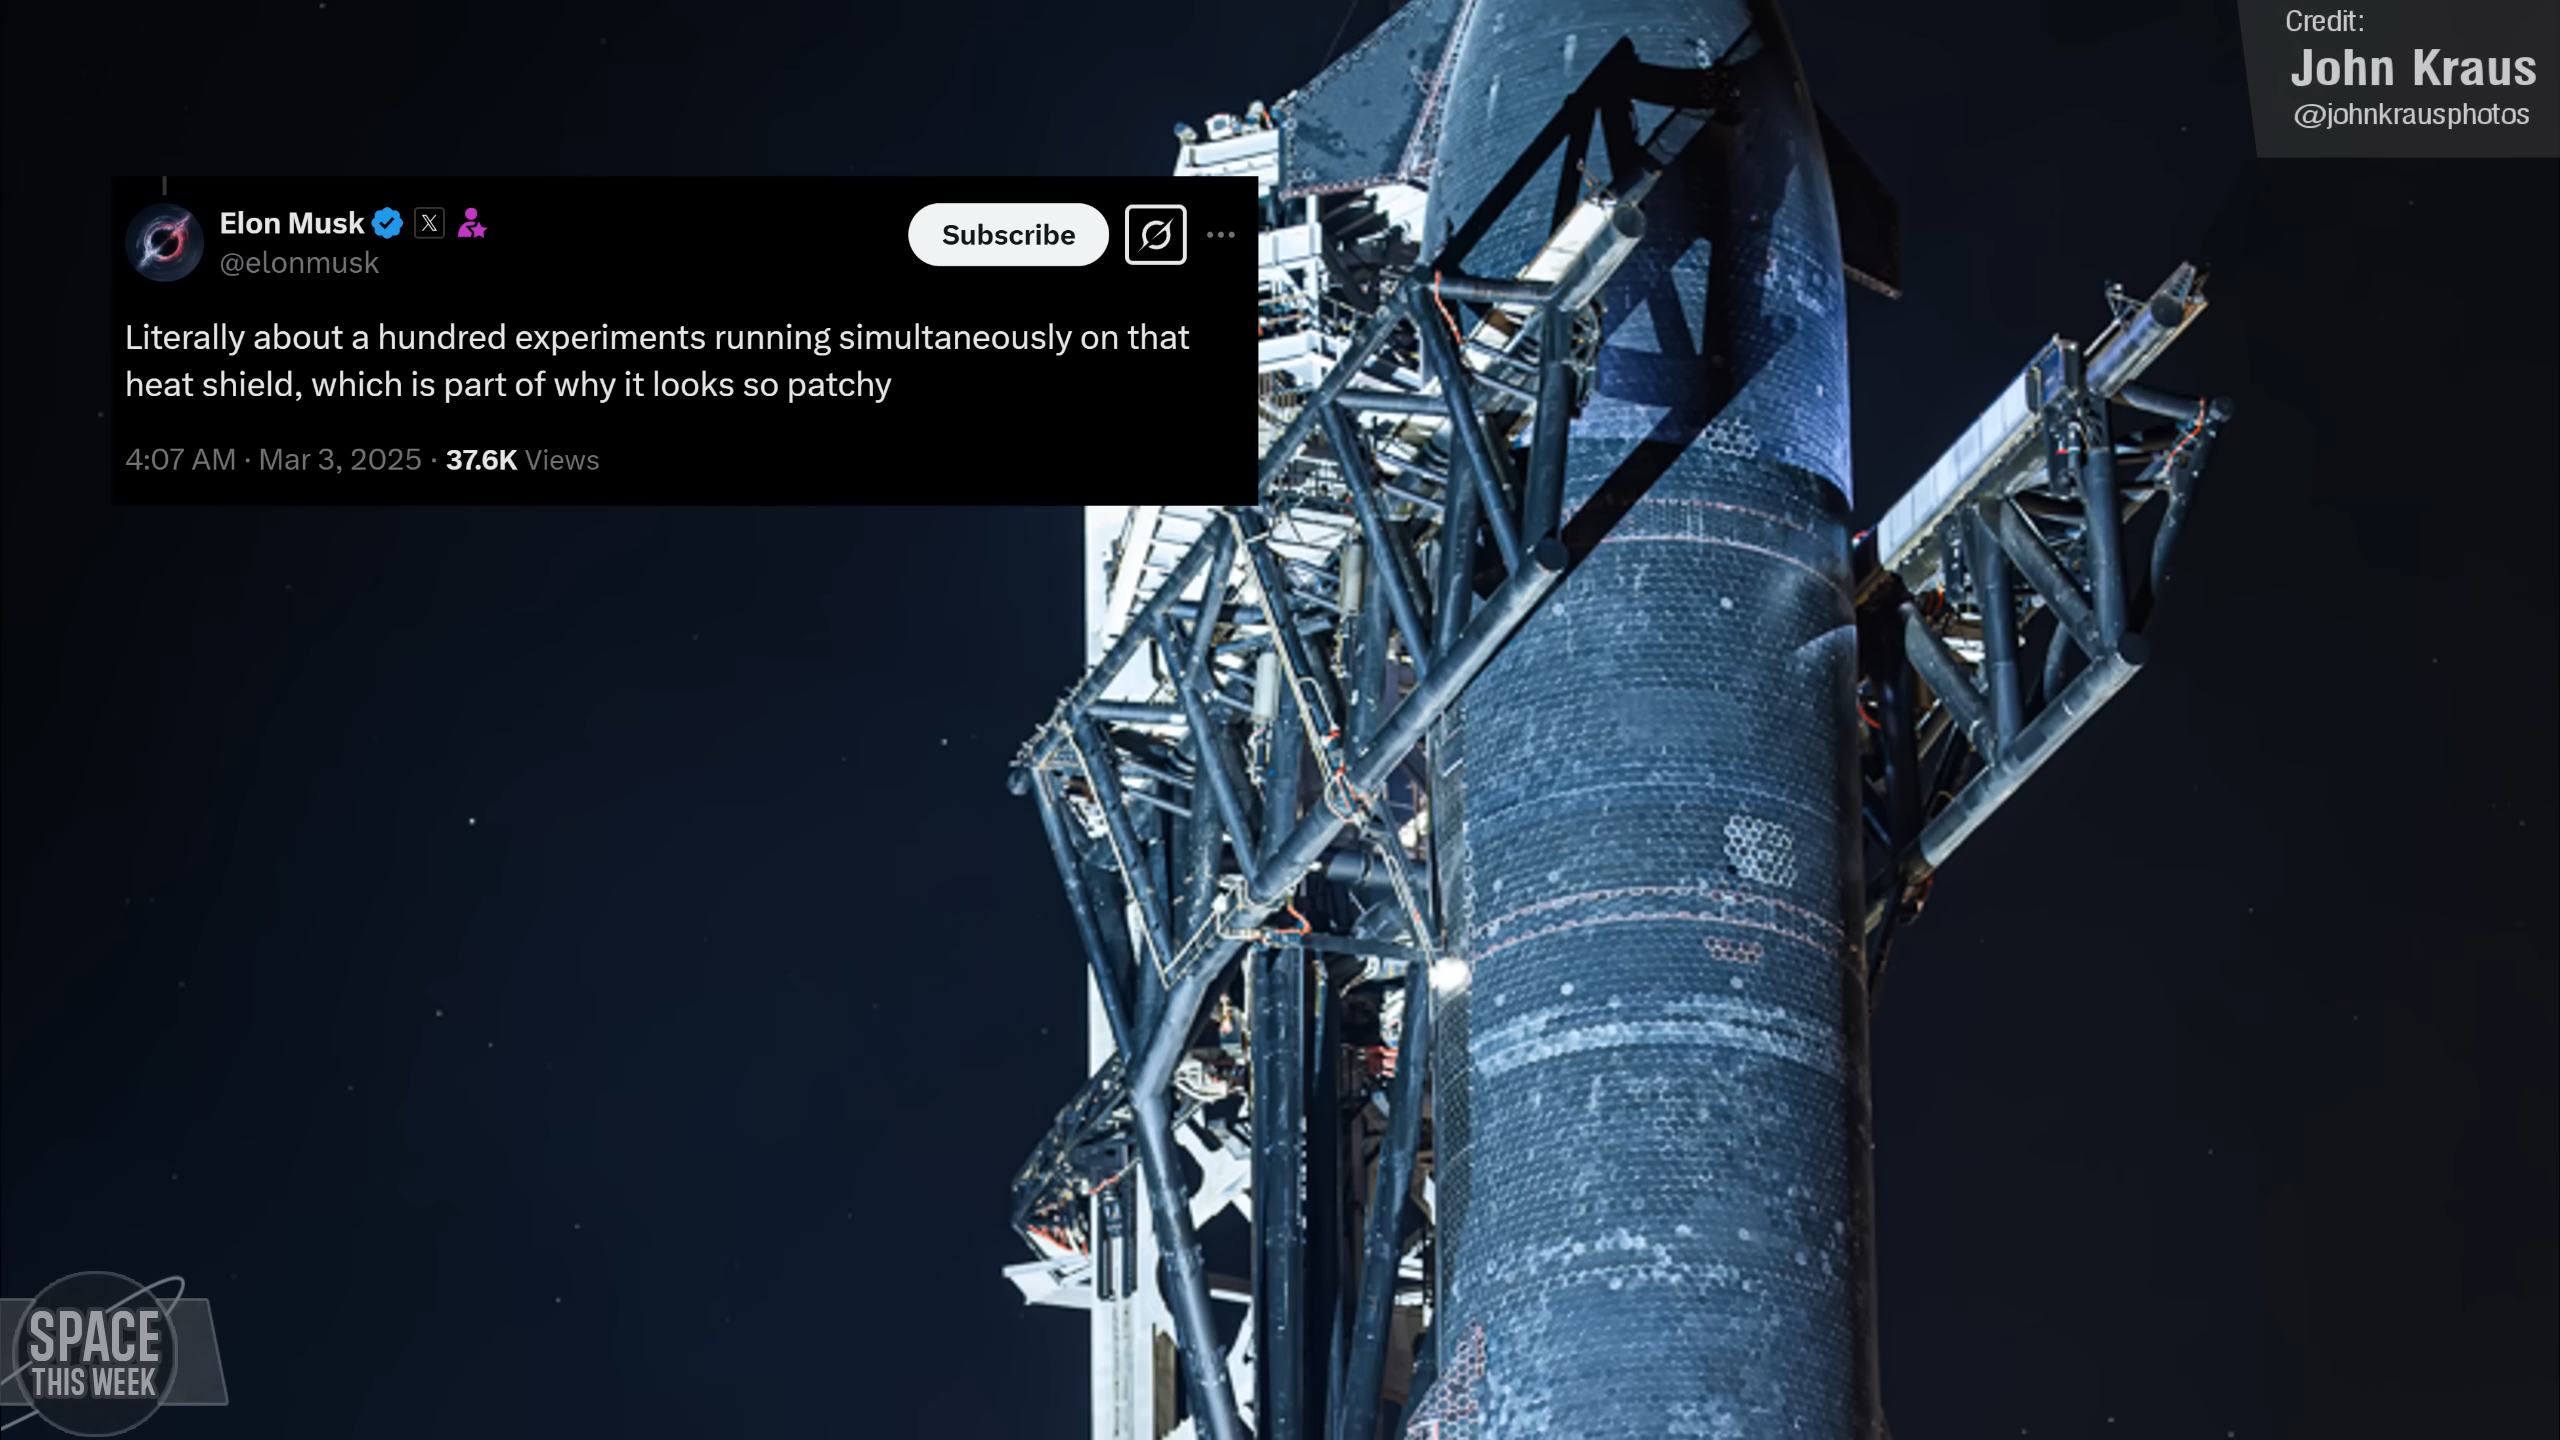 Credit:
John Kraus
@johnkrausphotos
Elon Musk
@elonmusk
Subscribe
Literally about a hundred experiments running simultaneously on that
heat shield, which is part of why it looks so patchy
4:07 AM · Mar 3, 2025 · 37.6K Views
SPACE
THIS WEEK